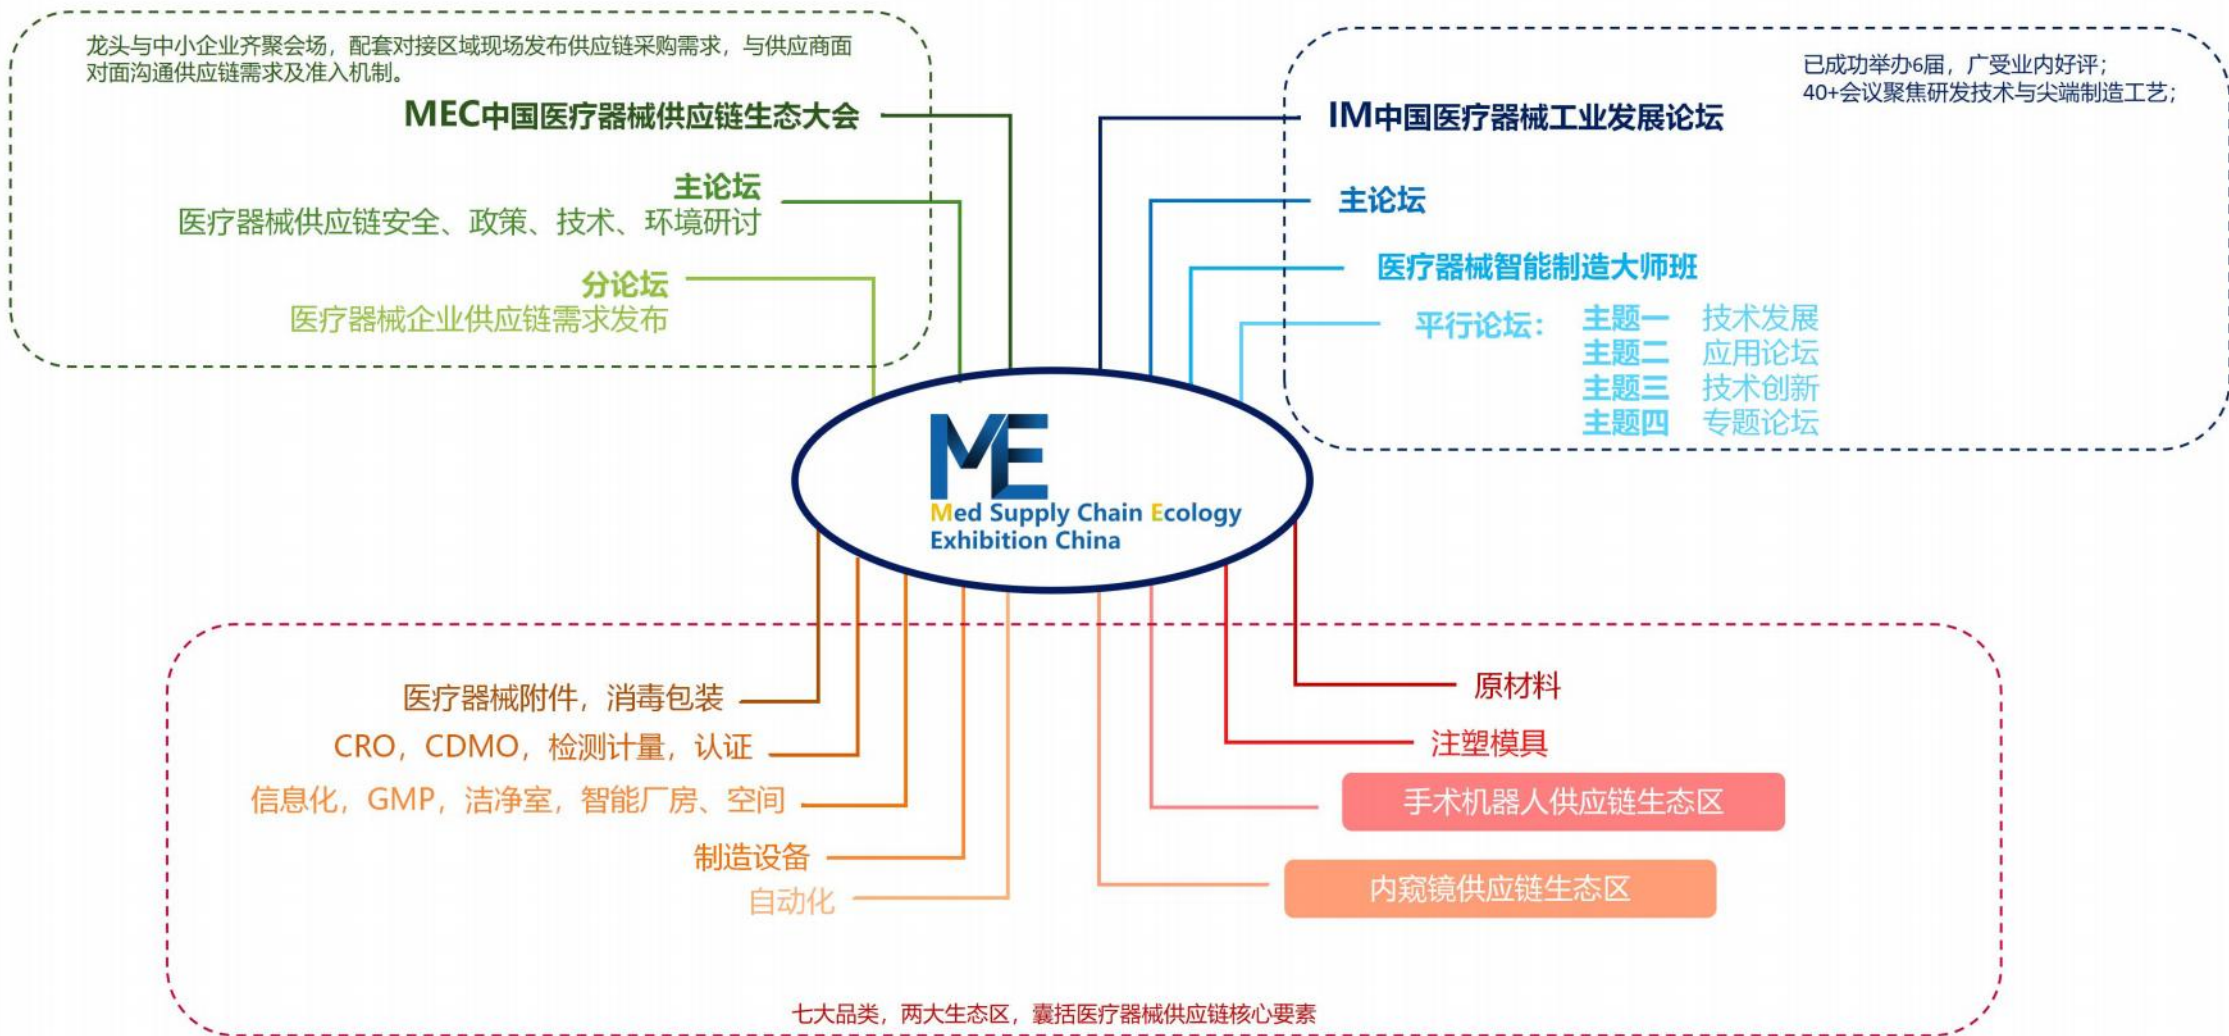 龙头与中小企业齐聚会场，配套对接区域现场发布供应链采购需求，与供应商面
对面沟通供应链需求及准入机制。
MEC中国医疗器械供应链生态大会
主论坛
医疗器械供应链安全、政策、技术、环境研讨
分论坛
医疗器械企业供应链需求发布
已成功举办6届，广受业内好评；
40+会议聚焦研发技术与尖端制造工艺；
IM中国医疗器械工业发展论坛
主论坛
医疗器械智能制造大师班
平行论坛： 主题一 技术发展
主题二 应用论坛
主题三 技术创新
主题四 专题论坛
ME
Med Supply Chain Ecology
Exhibition China
医疗器械附件，消毒包装
CRO，CDMO，检测计量，认证
信息化，GMP，洁净室，智能厂房、空间
制造设备
自动化
原材料
注塑模具
手术机器人供应链生态区
内窥镜供应链生态区
七大品类，两大生态区，囊括医疗器械供应链核心要素